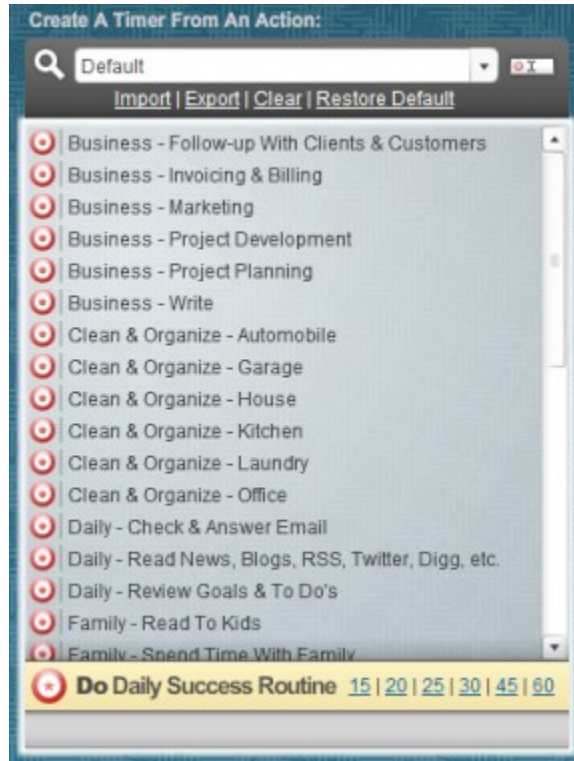 Create A Timer From An Action:
Default
Import | Export | Clear | Restore Default
Business - Follow-up With Clients & Customers
Business - Invoicing & Billing
Business - Marketing
Business - Project Development
Business - Project Planning
Business - Write
Clean & Organize - Automobile
Clean & Organize - Garage
Clean & Organize - House
Clean & Organize - Kitchen
Clean & Organize - Laundry
Clean & Organize - Office
Daily - Check & Answer Email
Daily - Read News, Blogs, RSS, Twitter, Digg, etc.
Daily - Review Goals & To Do's
Family - Read To Kids
Family - Spend Time With Family
Do Daily Success Routine 15 | 20 | 25 | 30 | 45 | 60